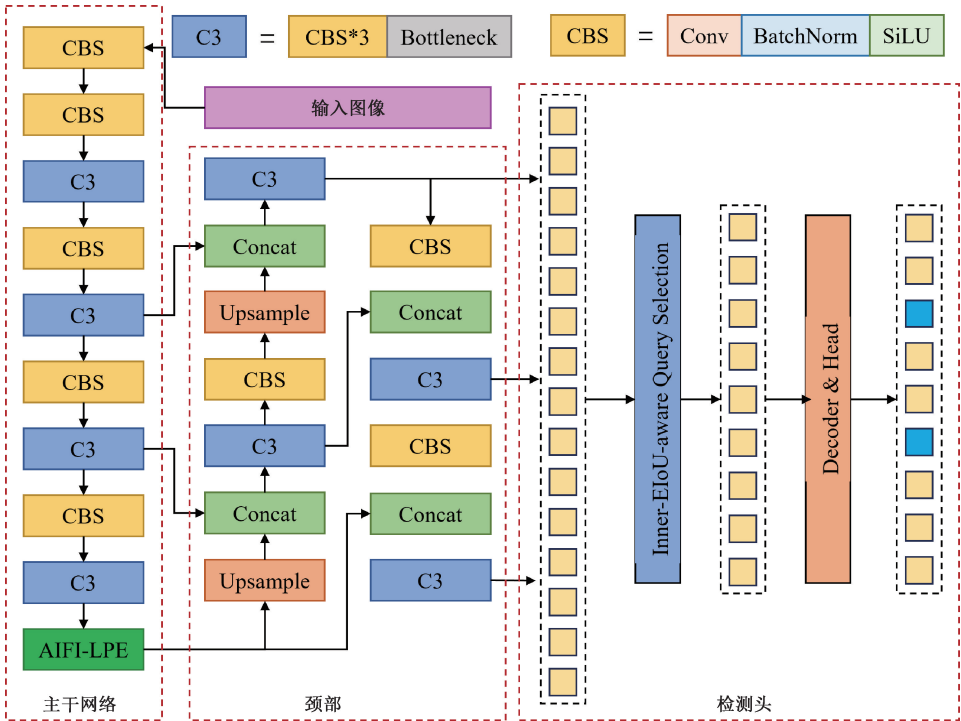 C3
=
CBS*3
Bottleneck
CBS
=
Conv
BatchNorm
SiLU
输入图像
CBS
CBS
C3
CBS
C3
CBS
C3
CBS
C3
AIFI-LPE
主干网络
C3
Concat
Upsample
CBS
C3
Concat
Upsample
CBS
Concat
C3
CBS
Concat
C3
颈部
Inner-EIoU-aware Query Selection
Decoder & Head
检测头